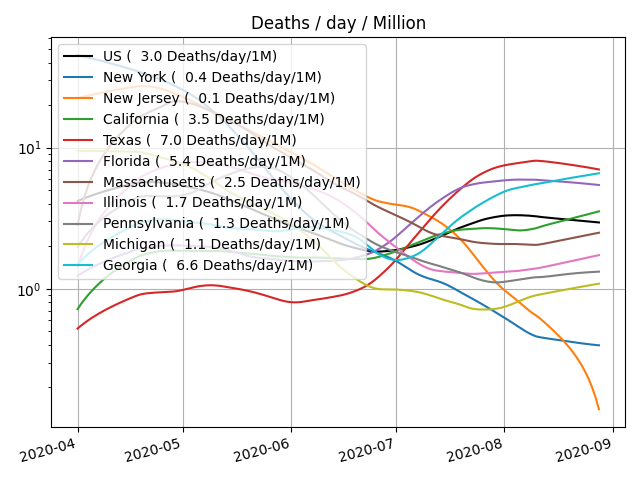 Deaths / day / Million
US (  3.0 Deaths/day/1M)
New York (  0.4 Deaths/day/1M)
New Jersey (  0.1 Deaths/day/1M)
California (  3.5 Deaths/day/1M)
Texas (  7.0 Deaths/day/1M)
Florida (  5.4 Deaths/day/1M)
Massachusetts (  2.5 Deaths/day/1M)
Illinois (  1.7 Deaths/day/1M)
Pennsylvania (  1.3 Deaths/day/1M)
Michigan (  1.1 Deaths/day/1M)
Georgia (  6.6 Deaths/day/1M)
10¹
10⁰
2020-04 2020-05 2020-06 2020-07 2020-08 2020-09